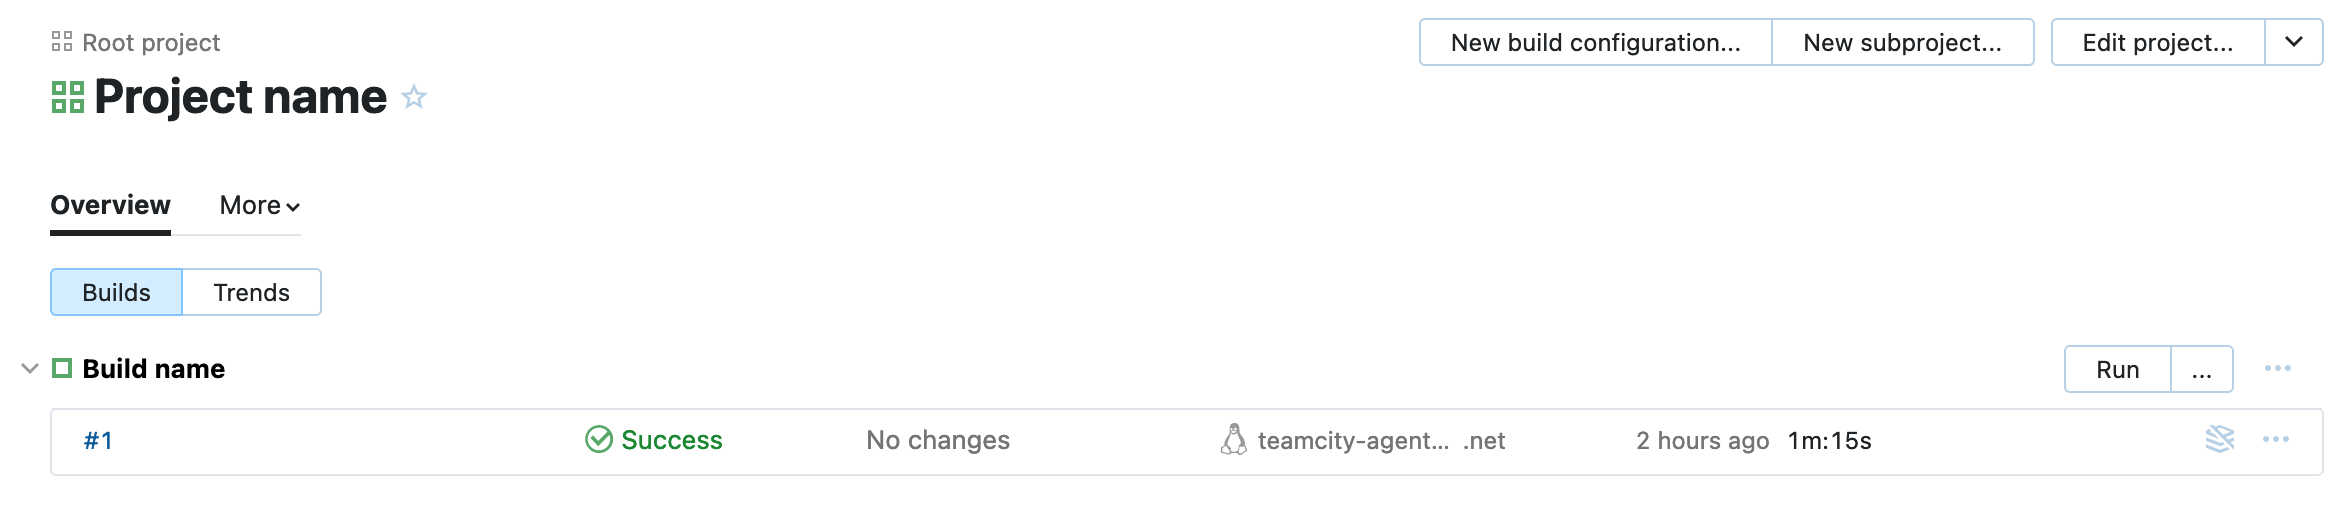 Root project
New build configuration... New subproject... Edit project...
Project name
Overview More
Builds Trends
Build name Run ...
#1 Success No changes teamcity-agent... .net 2 hours ago 1m:15s